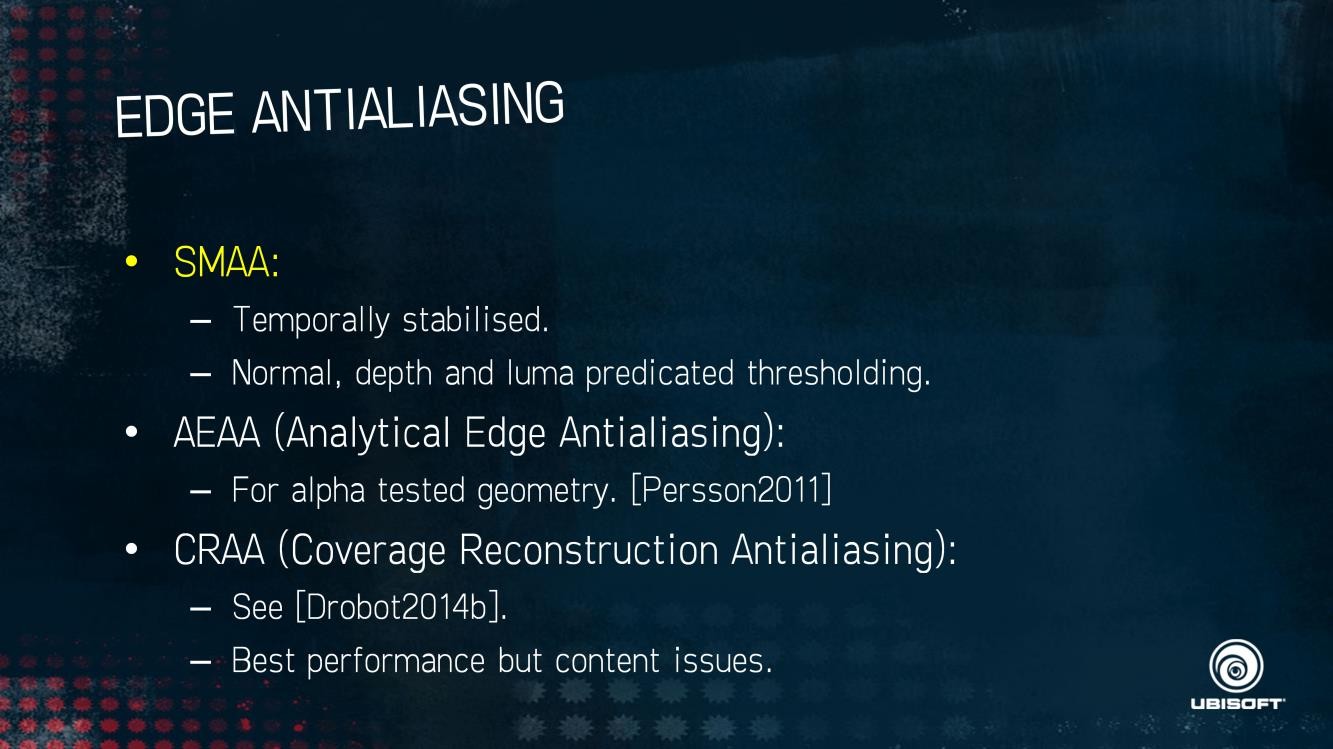 EDGE ANTIALIASING
• SMAA:
– Temporally stabilised.
– Normal, depth and luma predicated thresholding.
• AEAA (Analytical Edge Antialiasing):
– For alpha tested geometry. [Persson2011]
• CRAA (Coverage Reconstruction Antialiasing):
– See [Drobot2014b].
– Best performance but content issues.
UBISOFT